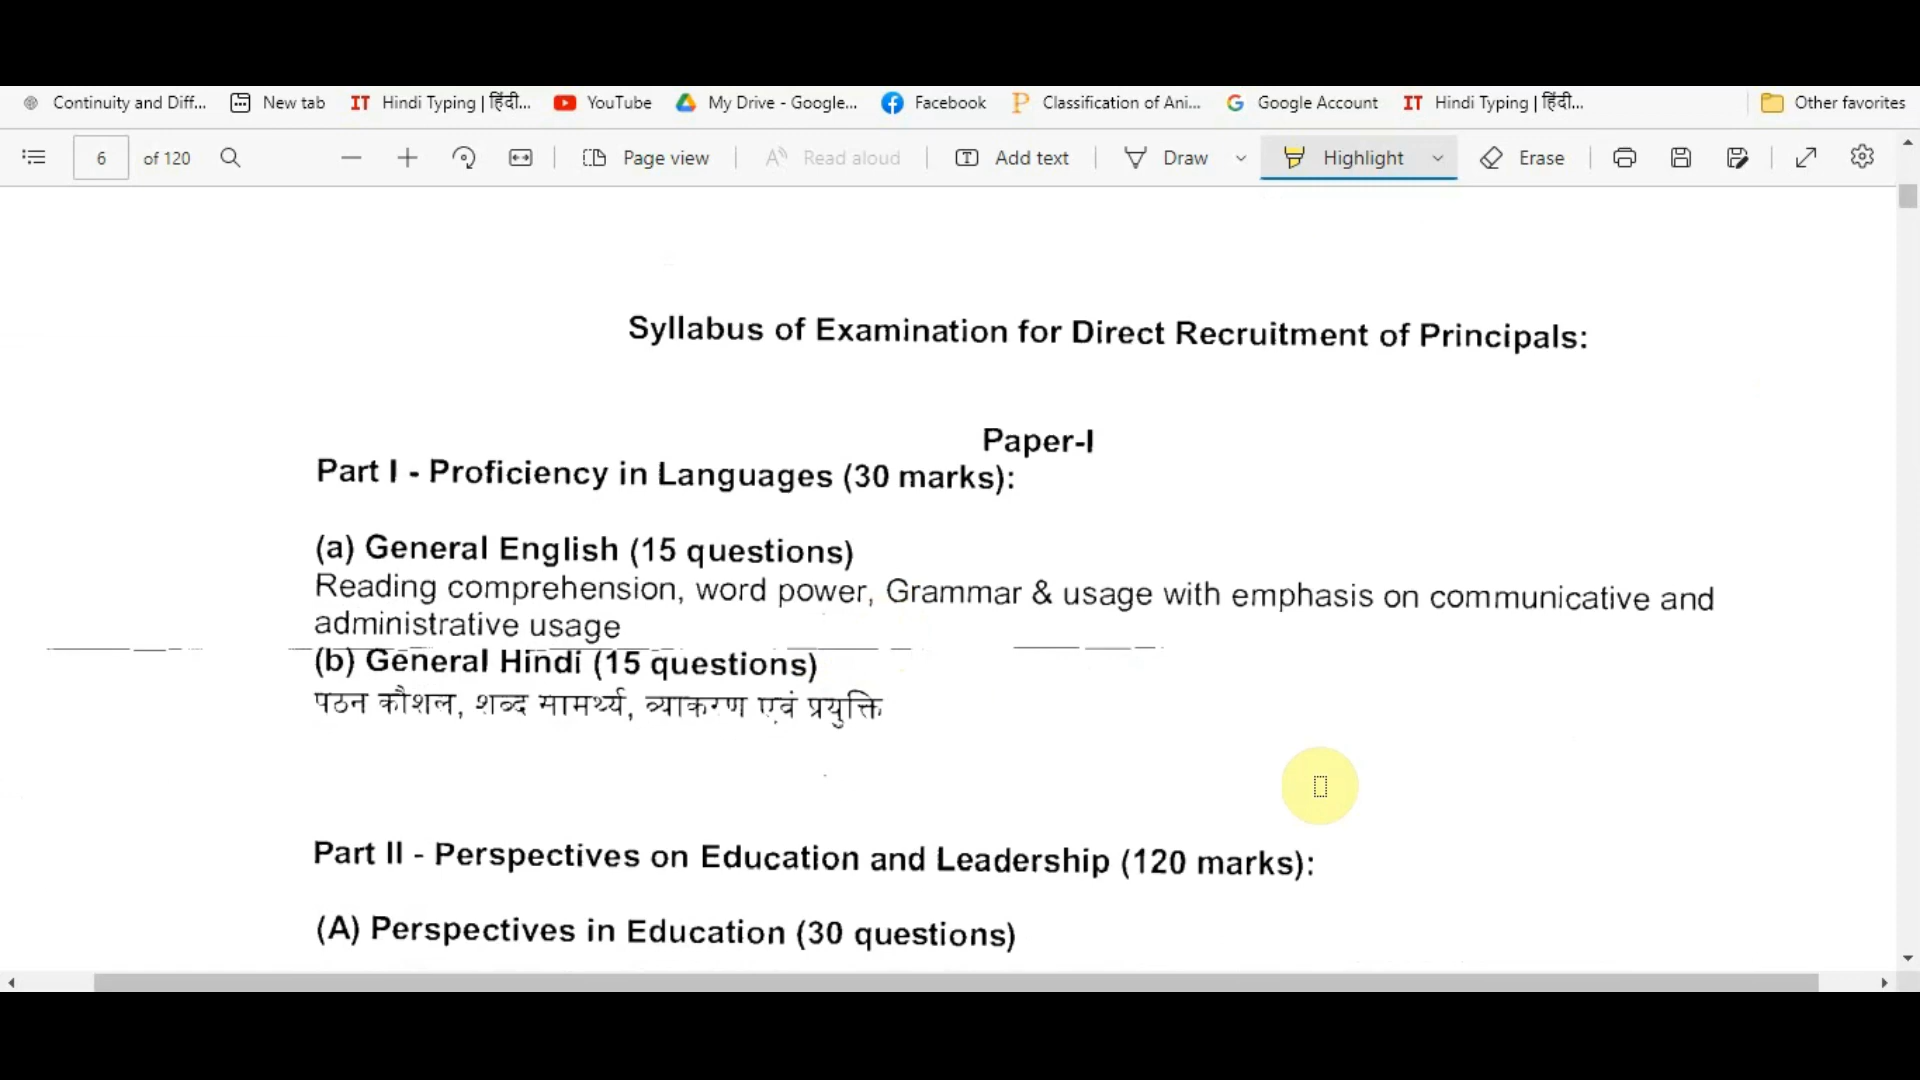 Continuity and Diff... New tab IT Hindi Typing | हिंदी... YouTube My Drive - Google... Facebook P Classification of Ani... G Google Account IT Hindi Typing | हिंदी... Other favorites
6 of 120 Page view A Read aloud T Add text Draw Highlight Erase
Syllabus of Examination for Direct Recruitment of Principals:
Paper-I
Part I - Proficiency in Languages (30 marks):
(a) General English (15 questions)
Reading comprehension, word power, Grammar & usage with emphasis on communicative and
administrative usage
(b) General Hindi (15 questions)
पठन कौशल, शब्द सामर्थ्य, व्याकरण एवं प्रयुक्ति
Part II - Perspectives on Education and Leadership (120 marks):
(A) Perspectives in Education (30 questions)